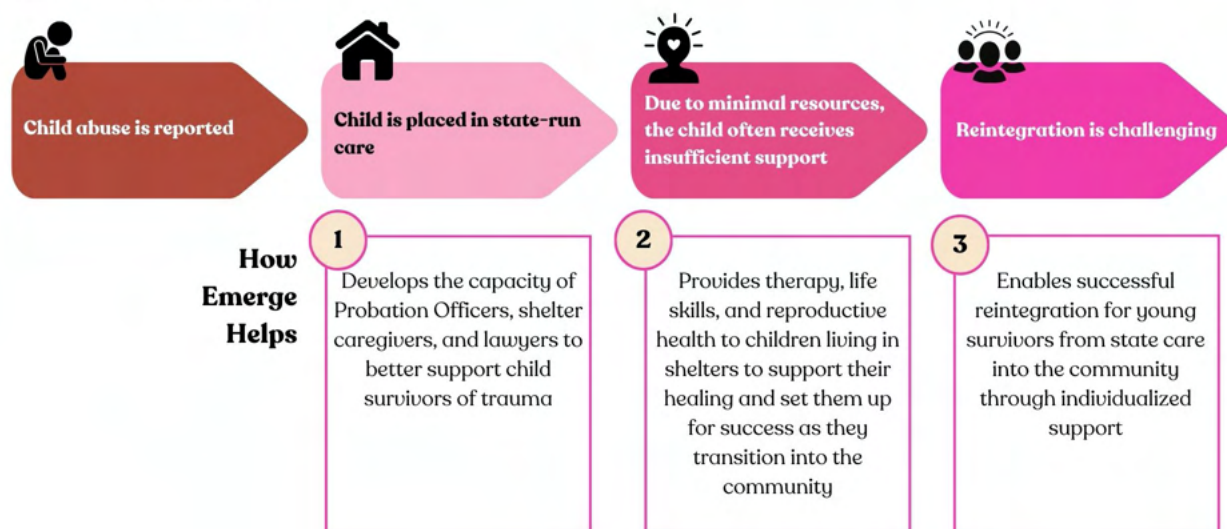 Child abuse is reported
Child is placed in state-run
care
Due to minimal resources,
the child often receives
insufficient support
Reintegration is challenging
How
Emerge
Helps
1
Develops the capacity of
Probation Officers, shelter
caregivers, and lawyers to
better support child
survivors of trauma
2
Provides therapy, life
skills, and reproductive
health to children living in
shelters to support their
healing and set them up
for success as they
transition into the
community
3
Enables successful
reintegration for young
survivors from state care
into the community
through individualized
support